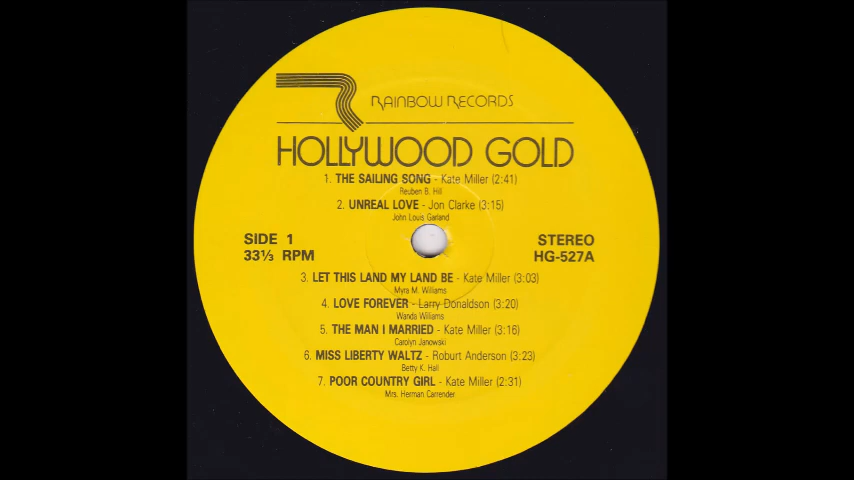 RAINBOW RECORDS
HOLLYWOOD GOLD
1. THE SAILING SONG - Kate Miller (2:41)
Reuben B. Hill
2. UNREAL LOVE - Jon Clarke (3:15)
John Louis Garland
SIDE 1
33⅓ RPM
STEREO
HG-527A
3. LET THIS LAND MY LAND BE - Kate Miller (3:03)
Myra M. Williams
4. LOVE FOREVER - Larry Donaldson (3:20)
Wanda Williams
5. THE MAN I MARRIED - Kate Miller (3:16)
Carolyn Janowski
6. MISS LIBERTY WALTZ - Roburt Anderson (3:23)
Betty K. Hall
7. POOR COUNTRY GIRL - Kate Miller (2:31)
Mrs. Herman Carrender